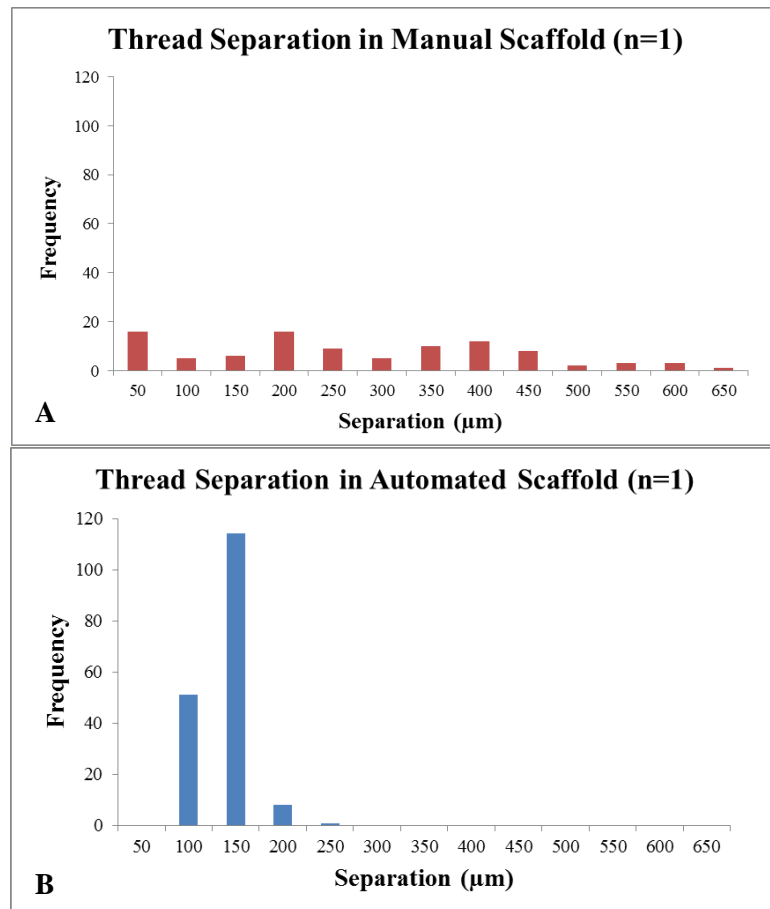 Thread Separation in Manual Scaffold (n=1)
120
100
80
60
40
20
0
Frequency
50 100 150 200 250 300 350 400 450 500 550 600 650
Separation (µm)
A
Thread Separation in Automated Scaffold (n=1)
120
100
80
60
40
20
0
Frequency
50 100 150 200 250 300 350 400 450 500 550 600 650
Separation (µm)
B